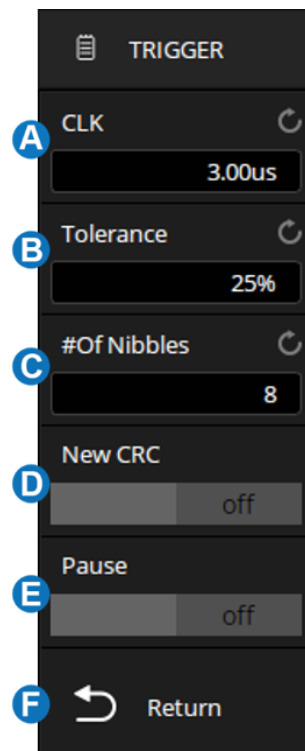 TRIGGER
A
CLK
3.00us
B
Tolerance
25%
C
#Of Nibbles
8
D
New CRC
off
E
Pause
off
F
Return